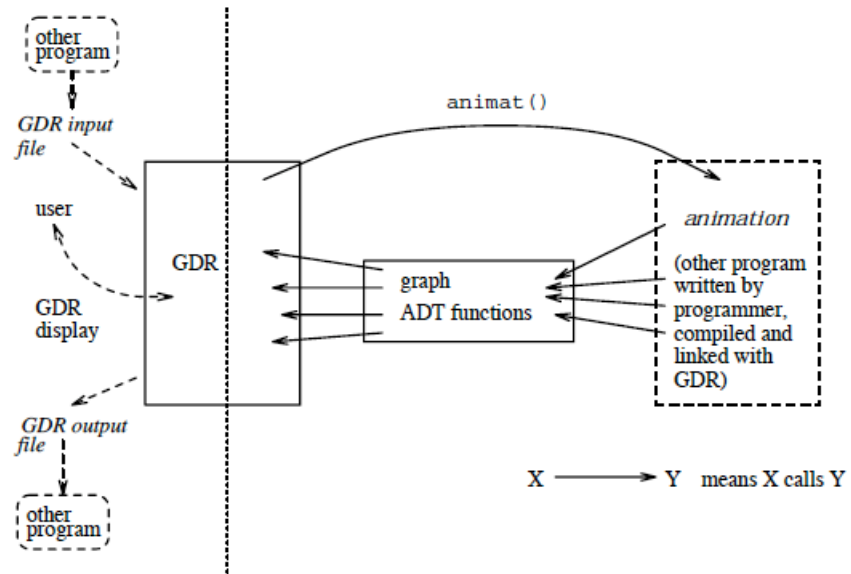 other
program
GDR input
file
user
GDR
display
GDR output
file
other
program
GDR
animat()
graph
ADT functions
animation
(other program
written by
programmer,
compiled and
linked with
GDR)
X Y means X calls Y